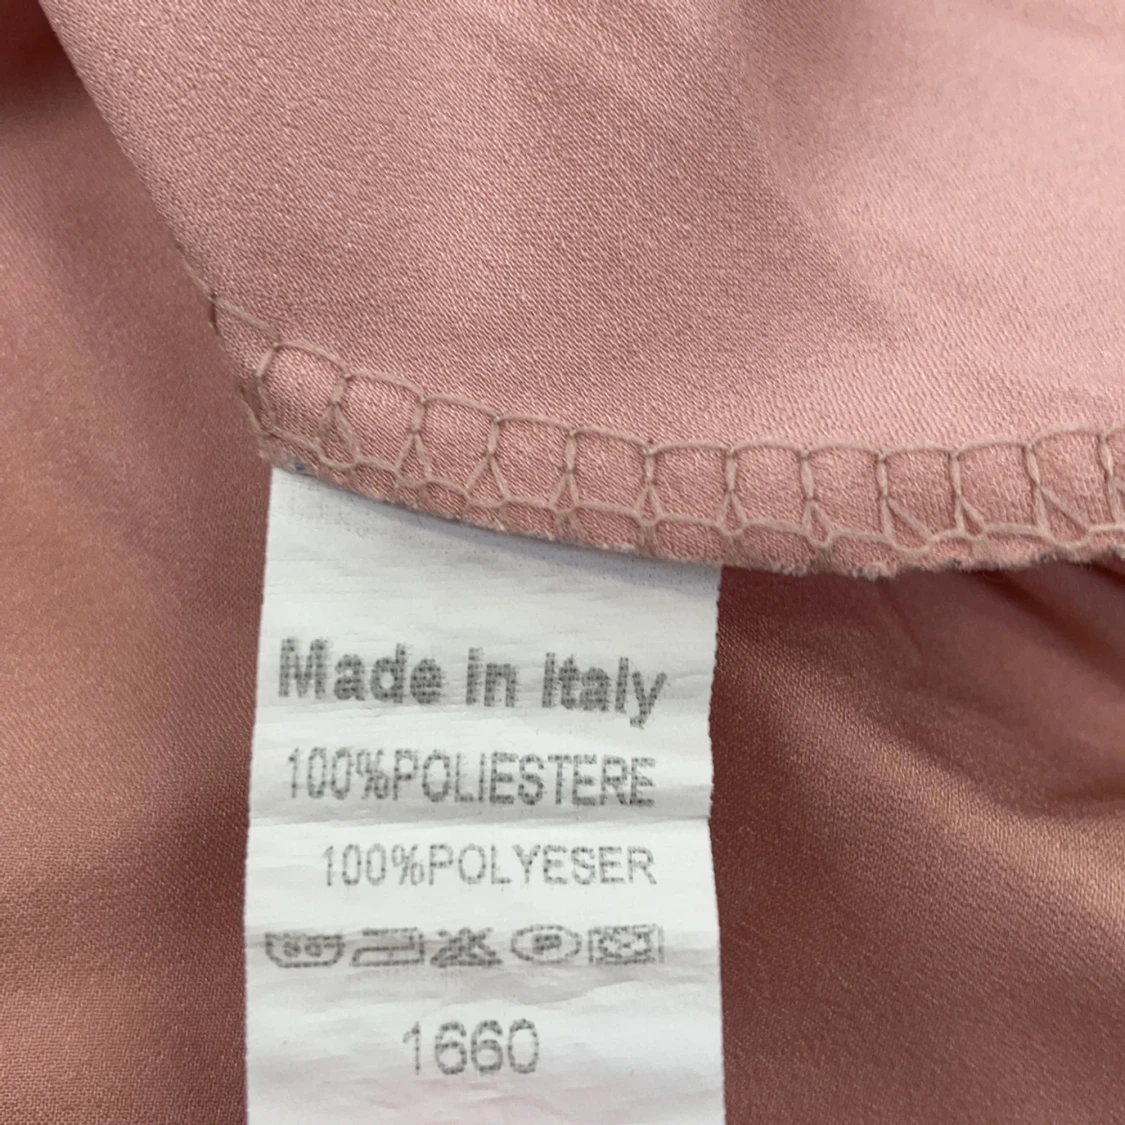 Made in Italy
100%POLIESTERE
100%POLYESER
1660